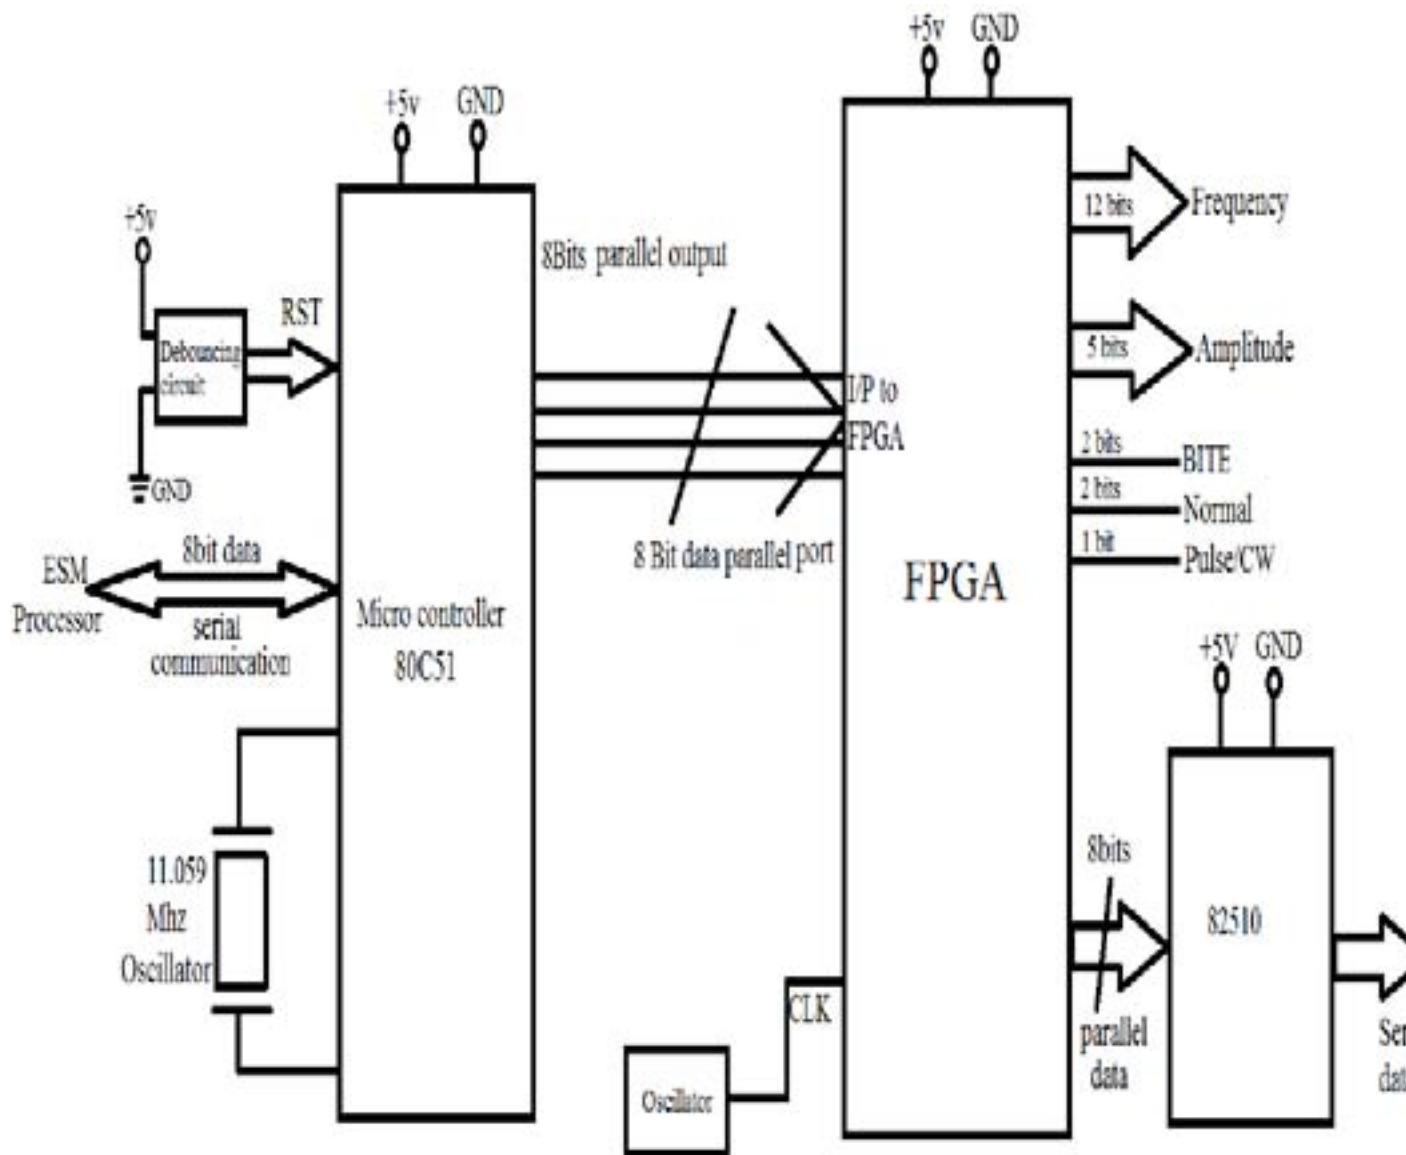 +5v GND
+5v GND
+5v
12 bits Frequency
8Bits parallel output
RST
Debouncing
circuit
5 bits Amplitude
I/P to
FPGA
2 bits BITE
GND
2 bits Normal
8bit data
8 Bit data parallel port
1 bit Pulse/CW
ESM
Processor
FPGA
serial
communication
Micro controller
80C51
+5V GND
11.059
Mhz
Oscillator
8bits
82510
CLK
parallel
data
Ser
dat
Oscillator